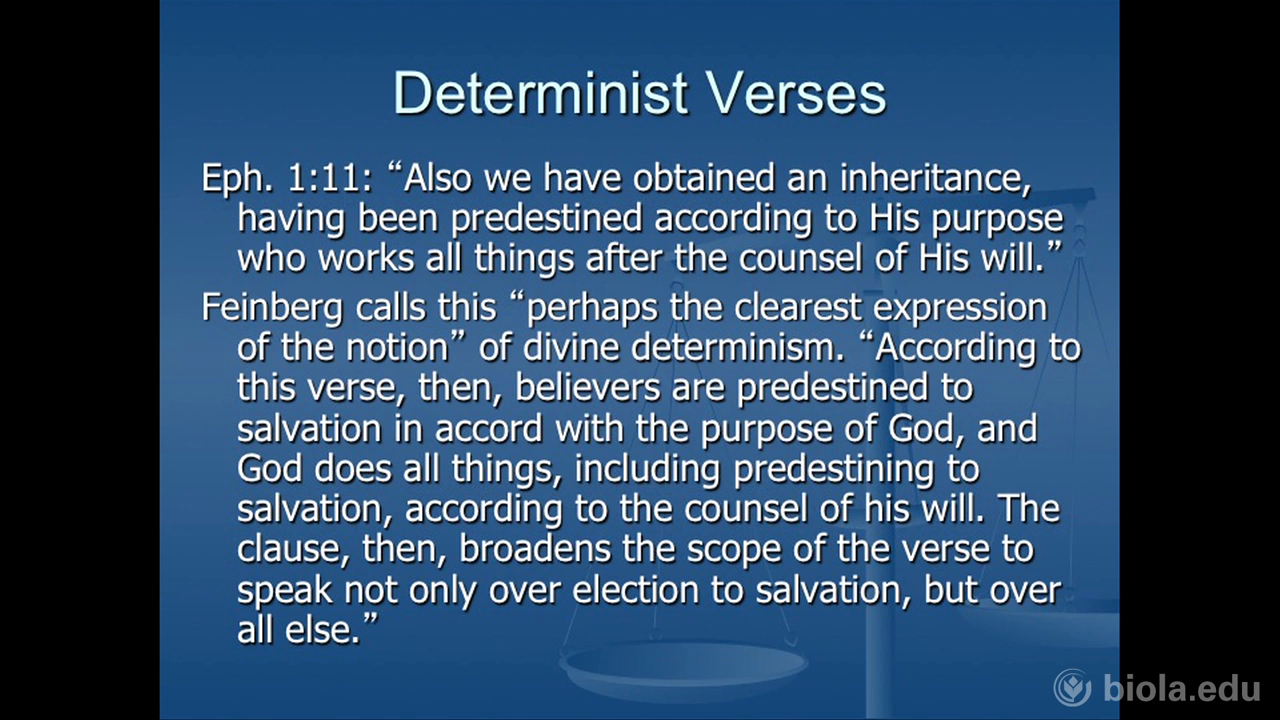 Determinist Verses
Eph. 1:11: “Also we have obtained an inheritance,
having been predestined according to His purpose
who works all things after the counsel of His will.”
Feinberg calls this “perhaps the clearest expression
of the notion” of divine determinism. “According to
this verse, then, believers are predestined to
salvation in accord with the purpose of God, and
God does all things, including predestining to
salvation, according to the counsel of his will. The
clause, then, broadens the scope of the verse to
speak not only over election to salvation, but over
all else.”
biola.edu